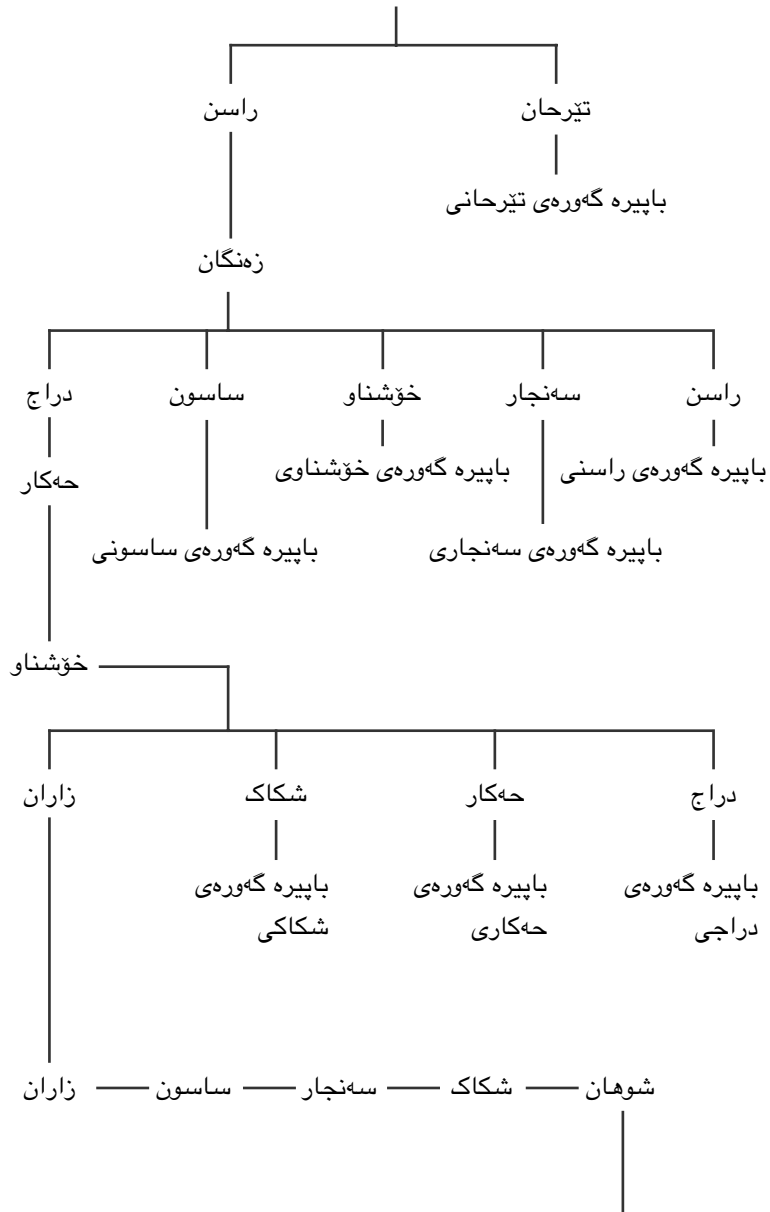 تێرحان
راسن
باپیرە گەورەی تێرحانی
زەنگان
راسن
سەنجار
خۆشناو
ساسون
دراج
باپیرە گەورەی راسنی
باپیرە گەورەی خۆشناوی
حەکار
باپیرە گەورەی سەنجاری
باپیرە گەورەی ساسونی
خۆشناو
دراج
حەکار
شکاک
زاران
باپیرە گەورەی
دراجی
باپیرە گەورەی
حەکاری
باپیرە گەورەی
شکاکی
شوهان
شکاک
سەنجار
ساسون
زاران